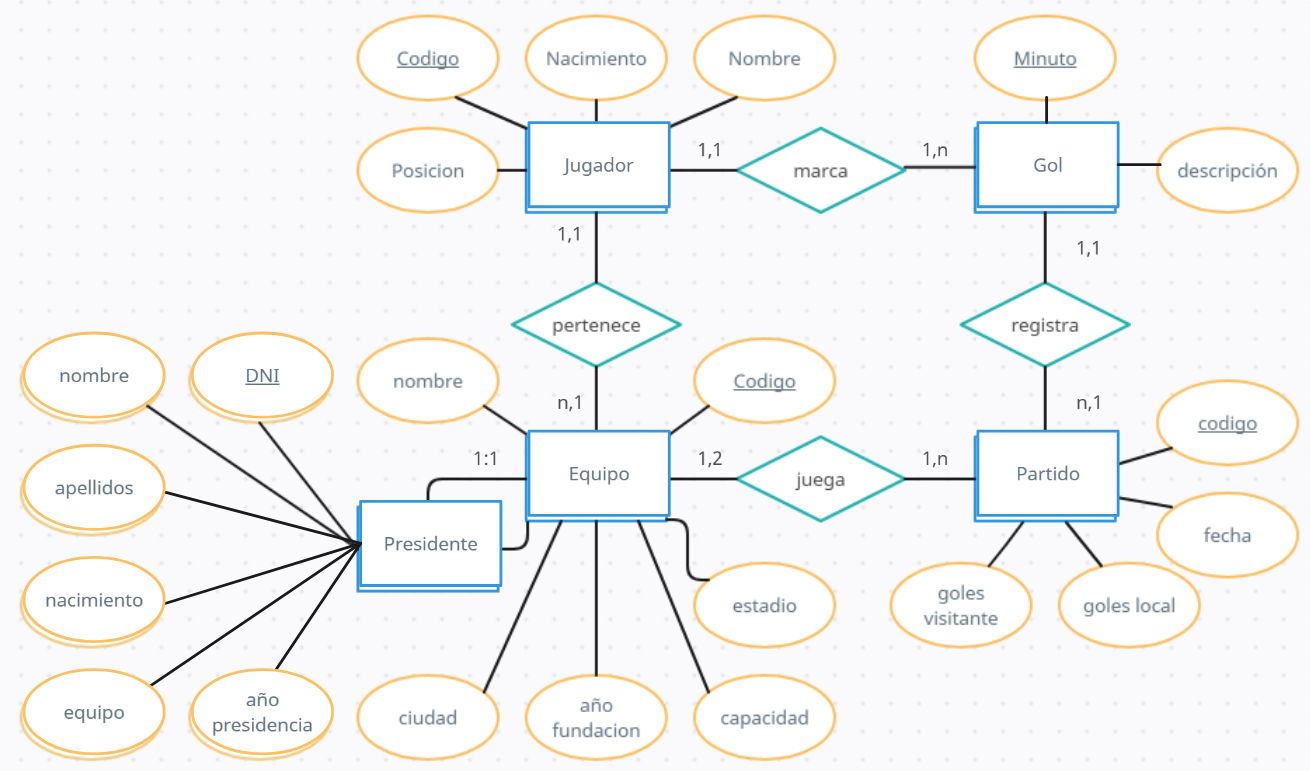 Codigo
Nacimiento
Nombre
Minuto
Posicion
Jugador
1,1
marca
1,n
Gol
descripción
1,1
1,1
pertenece
registra
nombre
DNI
nombre
Codigo
n,1
n,1
codigo
apellidos
1:1
Equipo
1,2
juega
1,n
Partido
Presidente
fecha
nacimiento
estadio
goles
visitante
goles local
equipo
año
presidencia
ciudad
año
fundacion
capacidad